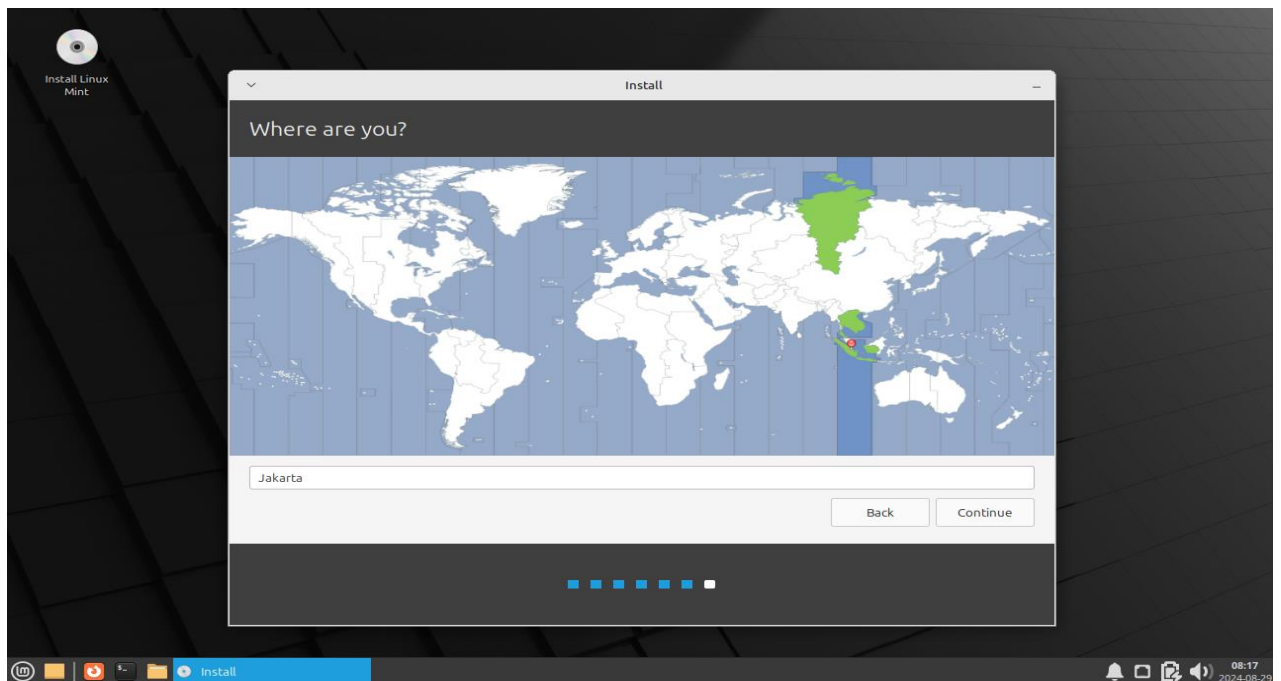 Install Linux
Mint
Install
Where are you?
Jakarta
Back
Continue
Install
08:17
2024-08-29